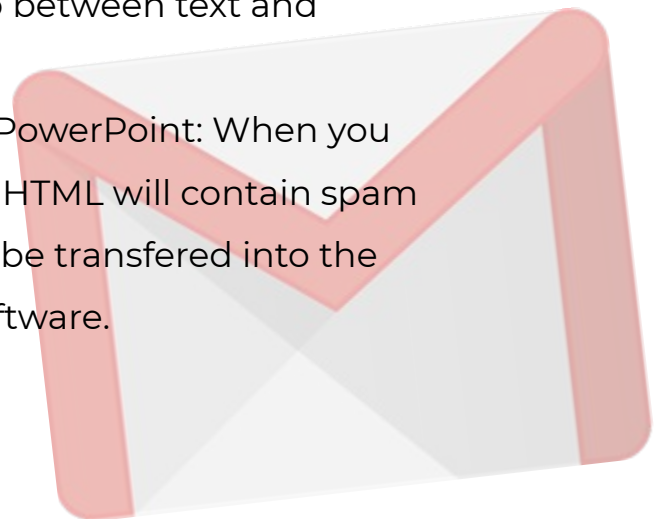 between text and
PowerPoint: When you
HTML will contain spam
be transfered into the
ftware.